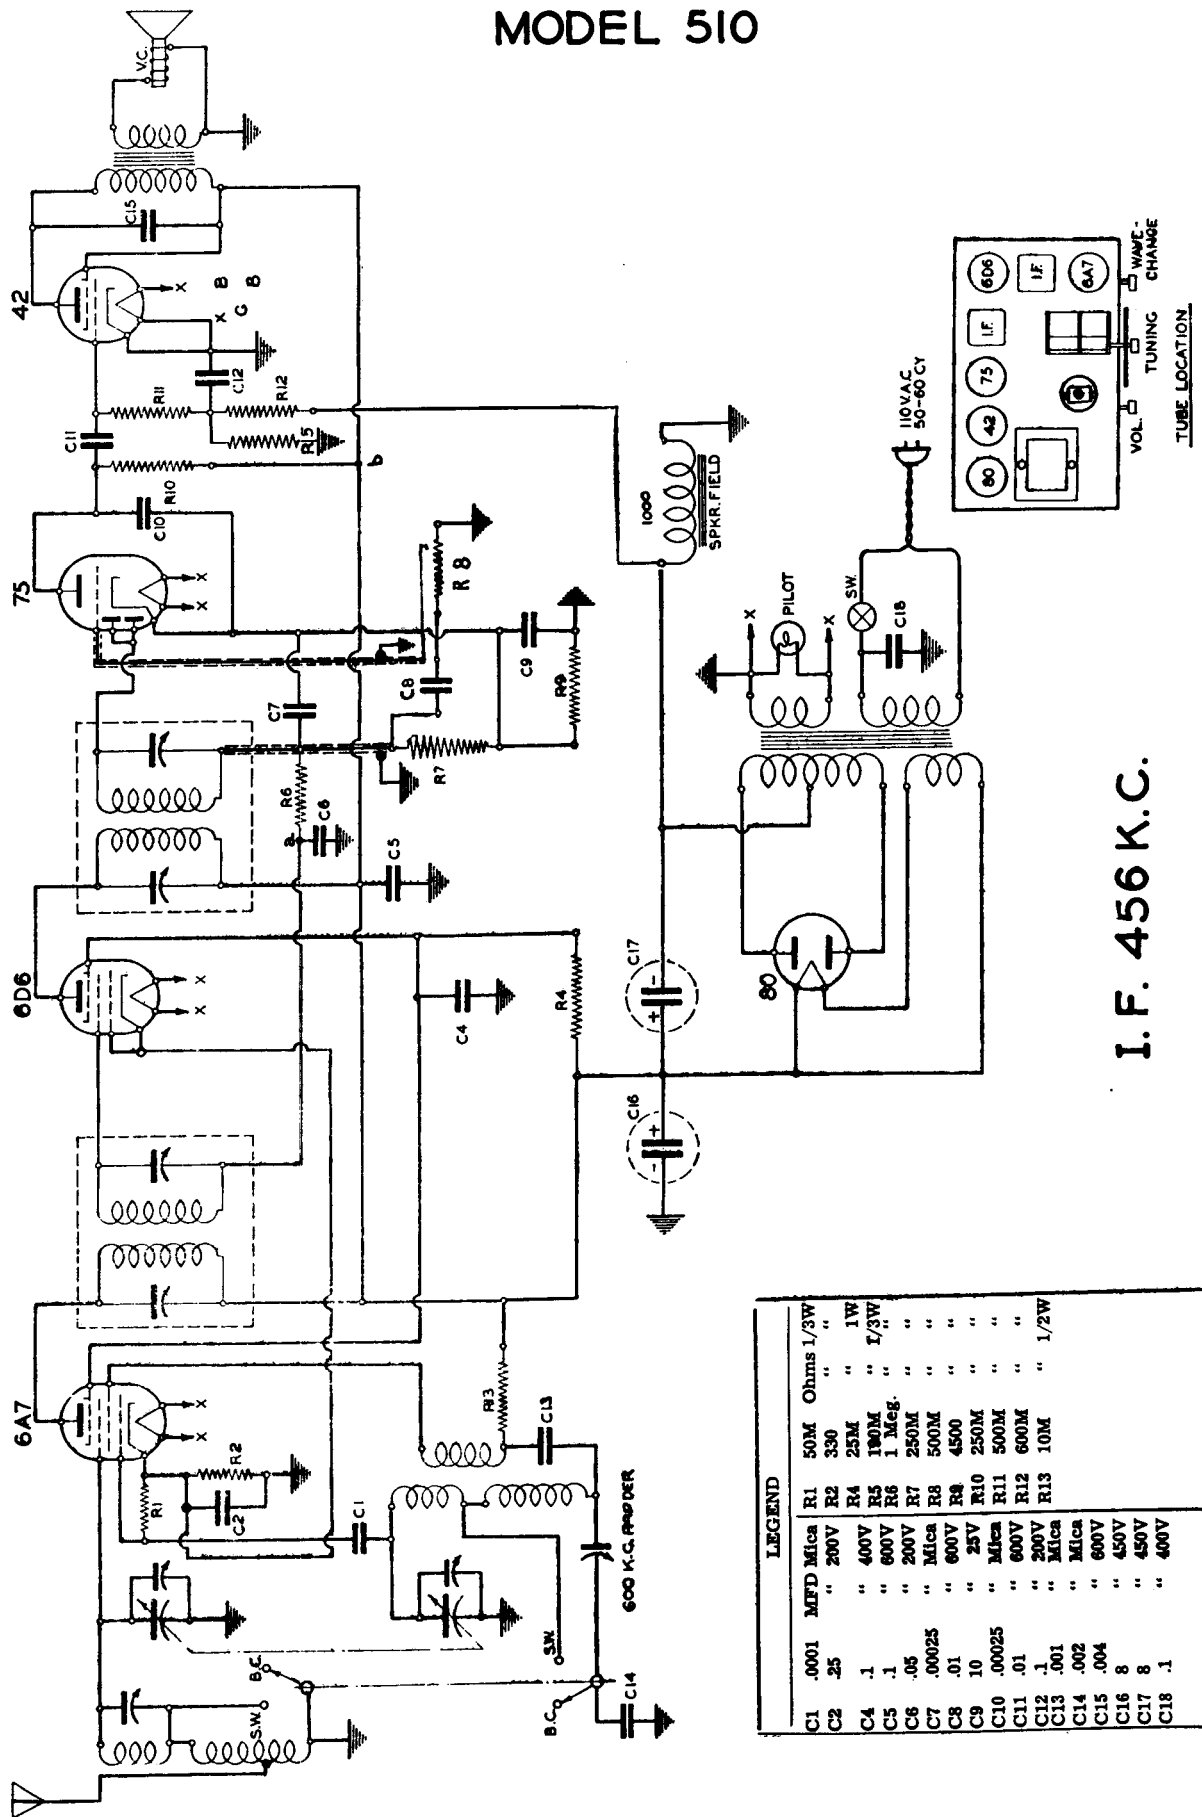 MODEL 510
V.C.
C15
42
X
B
B
X
G
C12
R12
R11
C11
R15
R10
C10
b
75
X
X
R 8
C9
C8
R9
C7
R7
R6
C6
a
C5
6D6
X
X
C4
R4
1000
SPKR. FIELD
C17
- +
C16
+ -
80
PILOT
X
X
SW.
C18
110V.A.C
50-60 CY
6A7
X
X
R2
R1
C2
C1
R13
C13
600 K.C. PADDER
S.W.
B.C.
S.W.
B.C.
C14
80
42
75
I.F.
6D6
I.F.
6A7
VOL.
TUNING
WAVE-
CHANGE
TUBE LOCATION
I. F. 456 K.C.
LEGEND
C1 .0001 MFD Mica R1 50M Ohms 1/3W
C2 .25 " 200V R2 330 " "
C4 .1 " 400V R4 25M " 1W
C5 .1 " 600V R5 " 1/3W
C6 .05 " 200V R6 1 Meg. "
C7 .00025 " Mica R7 250M " "
C8 .01 " 600V R8 500M " "
C9 10 " 25V R9 4500 " "
C10 .00025 " Mica R10 250M " "
C11 .01 " 600V R11 500M " "
C12 .1 " 200V R12 600M " "
C13 .001 " Mica R13 10M " 1/2W
C14 .002 " Mica
C15 .004 " 600V
C16 8 " 450V
C17 8 " 450V
C18 .1 " 400V